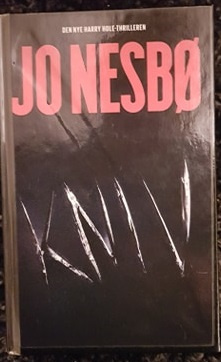 DEN NYE HARRY HOLE-THRILLEREN
JO NESBØ
KNIV